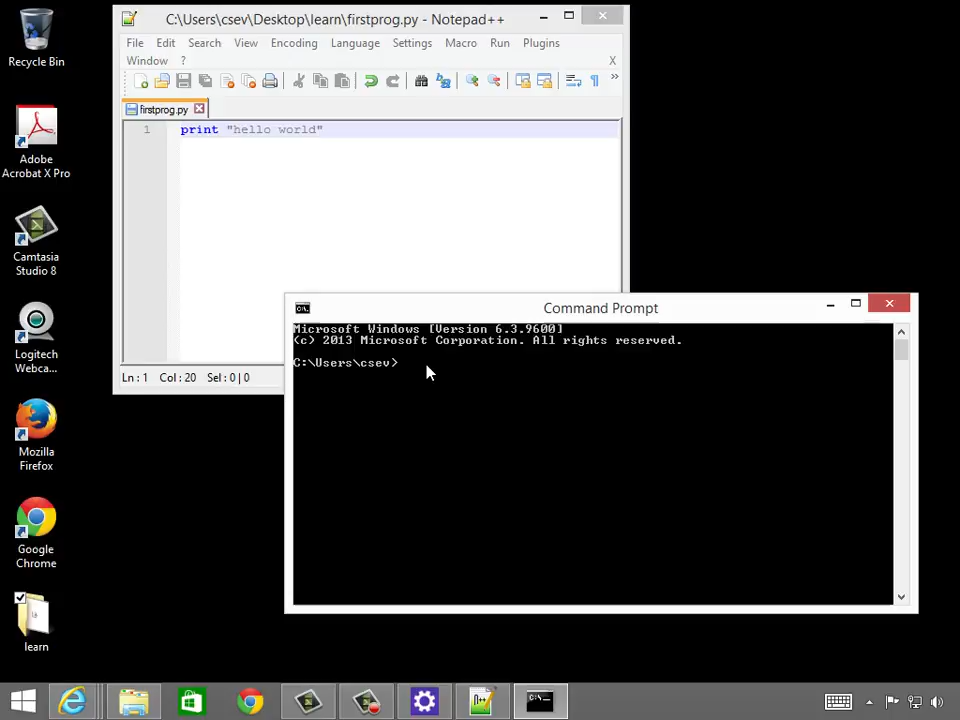 Recycle Bin
Adobe
Acrobat X Pro
Camtasia
Studio 8
Logitech
Webca...
Mozilla
Firefox
Google
Chrome
learn
C:\Users\csev\Desktop\learn\firstprog.py - Notepad++
File Edit Search View Encoding Language Settings Macro Run Plugins
Window ? X
firstprog.py
1 print "hello world"
Ln : 1 Col : 20 Sel : 0 | 0
Command Prompt
Microsoft Windows [Version 6.3.9600]
(c) 2013 Microsoft Corporation. All rights reserved.
C:\Users\csev>